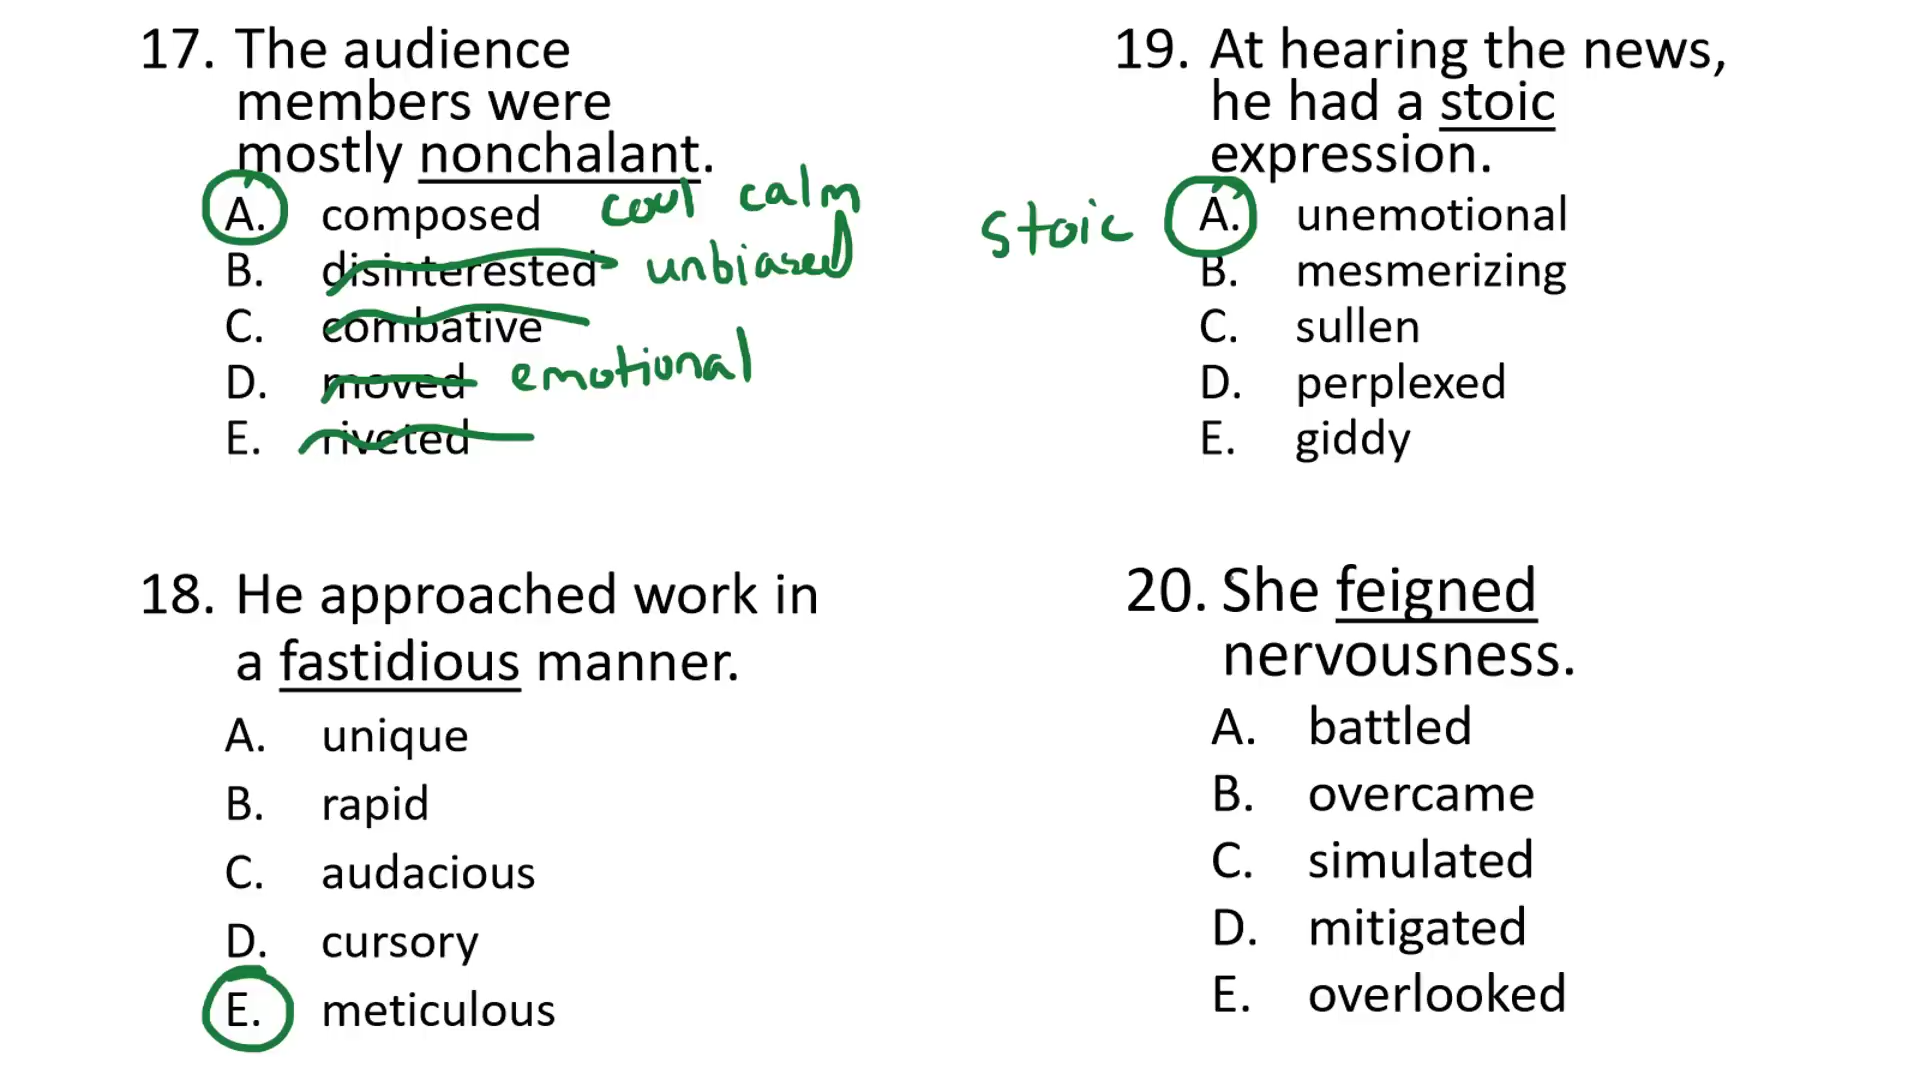 17. The audience
members were
mostly nonchalant.
A. composed cool calm
B. disinterested unbiased
C. combative
D. moved emotional
E. riveted
18. He approached work in
a fastidious manner.
A. unique
B. rapid
C. audacious
D. cursory
E. meticulous
19. At hearing the news,
he had a stoic
expression.
stoic A. unemotional
B. mesmerizing
C. sullen
D. perplexed
E. giddy
20. She feigned
nervousness.
A. battled
B. overcame
C. simulated
D. mitigated
E. overlooked